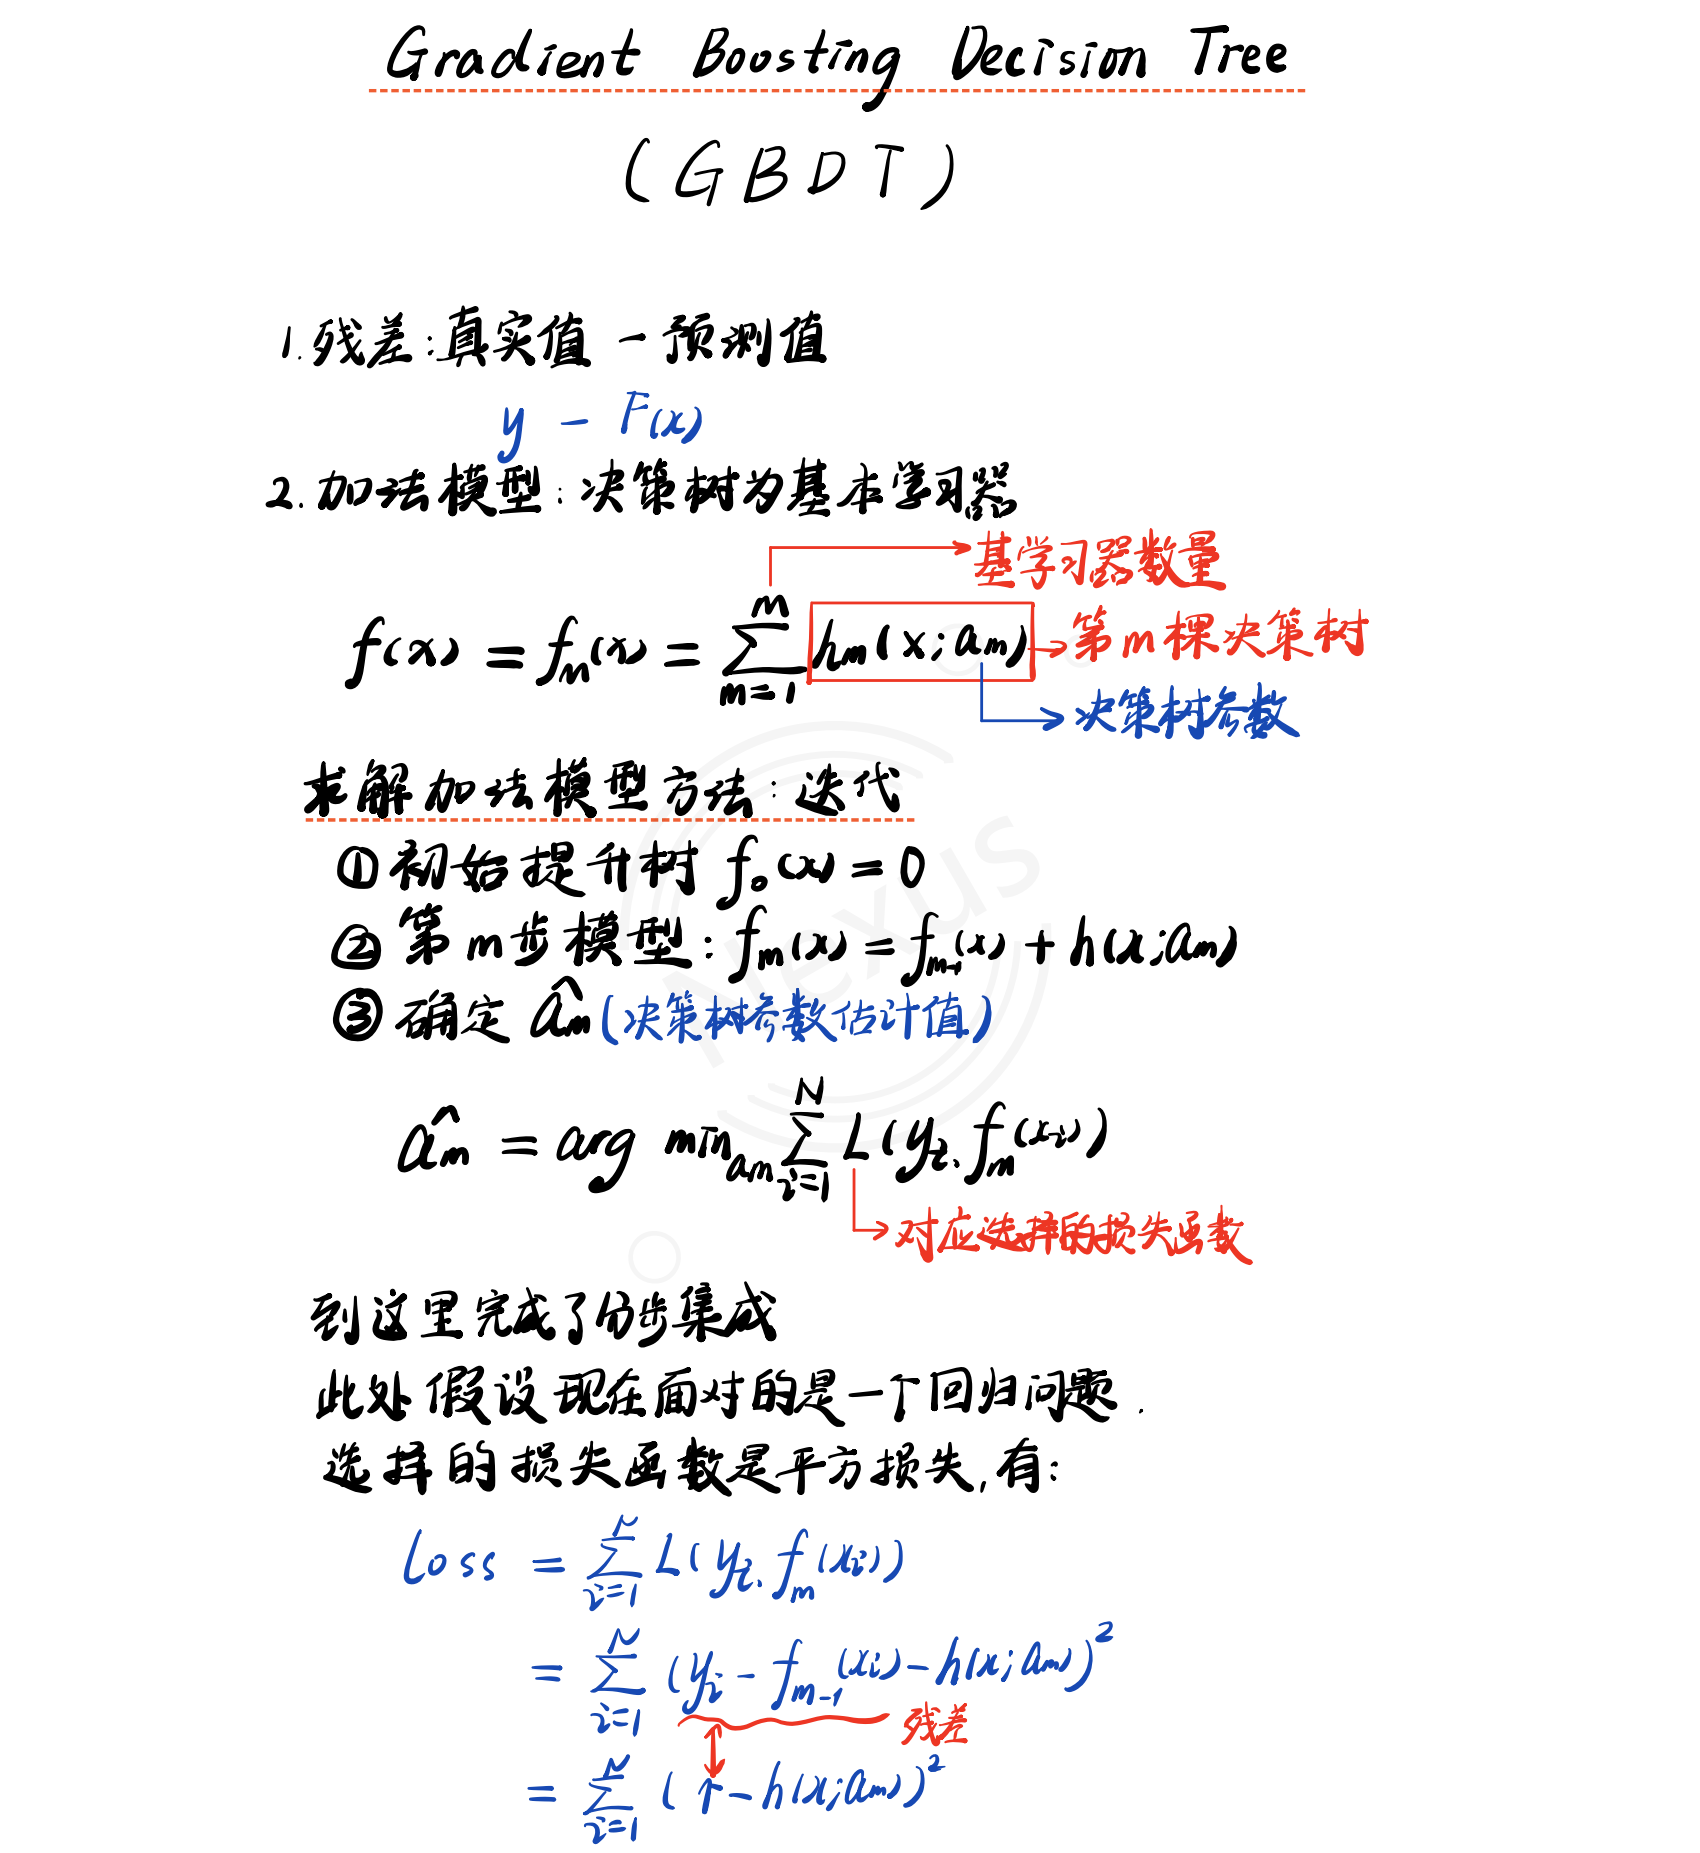 Gradient Boosting Decision Tree
(GBDT)
1. 残差：真实值 - 预测值
y - F(x)
2. 加法模型：决策树为基本学习器
基学习器数量
f(x) = f_m(x) = ∑_{m=1}^{m} h_m(x; a_m) 第m棵决策树
决策树参数
求解加法模型方法：迭代
① 初始提升树 f_0(x) = 0
② 第m步模型：f_m(x) = f_{m-1}(x) + h(x; a_m)
③ 确定 \hat{a_m} (决策树参数估计值)
\hat{a_m} = arg min_{a_m} ∑_{i=1}^{N} L(y_i, f_m(x_i))
对应选择的损失函数
到这里完成了分步集成
此处假设现在面对的是一个回归问题.
选择的损失函数是平方损失,有：
Loss = ∑_{i=1}^{N} L(y_i, f_m(x_i))
= ∑_{i=1}^{N} (y_i - f_{m-1}(x_i) - h(x; a_m))^2
残差
= ∑_{i=1}^{N} (r - h(x; a_m))^2
Nexus